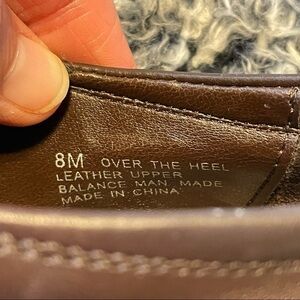 8M OVER THE HEEL
LEATHER UPPER
BALANCE MAN MADE
MADE IN CHINA